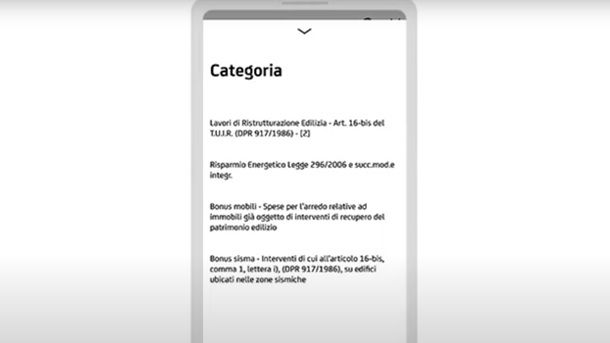 Categoria
Lavori di Ristrutturazione Edilizia - Art. 16-bis del
T.U.I.R. (DPR 917/1986) - [2]
Risparmio Energetico Legge 296/2006 e succ.mod.e
integr.
Bonus mobili - Spese per l'arredo relative ad
immobili già oggetto di interventi di recupero del
patrimonio edilizio
Bonus sisma - Interventi di cui all'articolo 16-bis,
comma 1, lettera i), (DPR 917/1986), su edifici
ubicati nelle zone sismiche